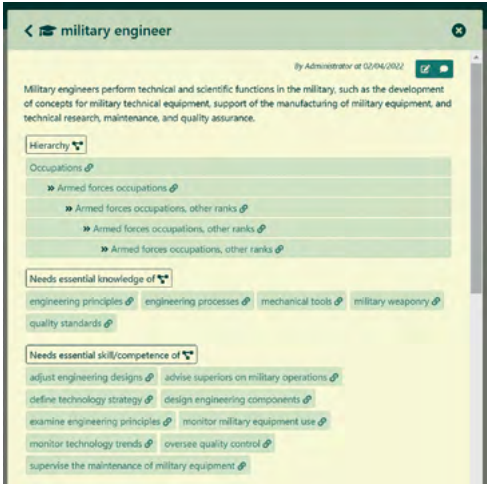 military engineer
By Administrator at 02/04/2022
Military engineers perform technical and scientific functions in the military, such as the development
of concepts for military technical equipment, support of the manufacturing of military equipment, and
technical research, maintenance, and quality assurance.
Hierarchy
Occupations
» Armed forces occupations
» Armed forces occupations, other ranks
» Armed forces occupations, other ranks
» Armed forces occupations, other ranks
Needs essential knowledge of
engineering principles engineering processes mechanical tools military weaponry
quality standards
Needs essential skill/competence of
adjust engineering designs advise superiors on military operations
define technology strategy design engineering components
examine engineering principles monitor military equipment use
monitor technology trends oversee quality control
supervise the maintenance of military equipment